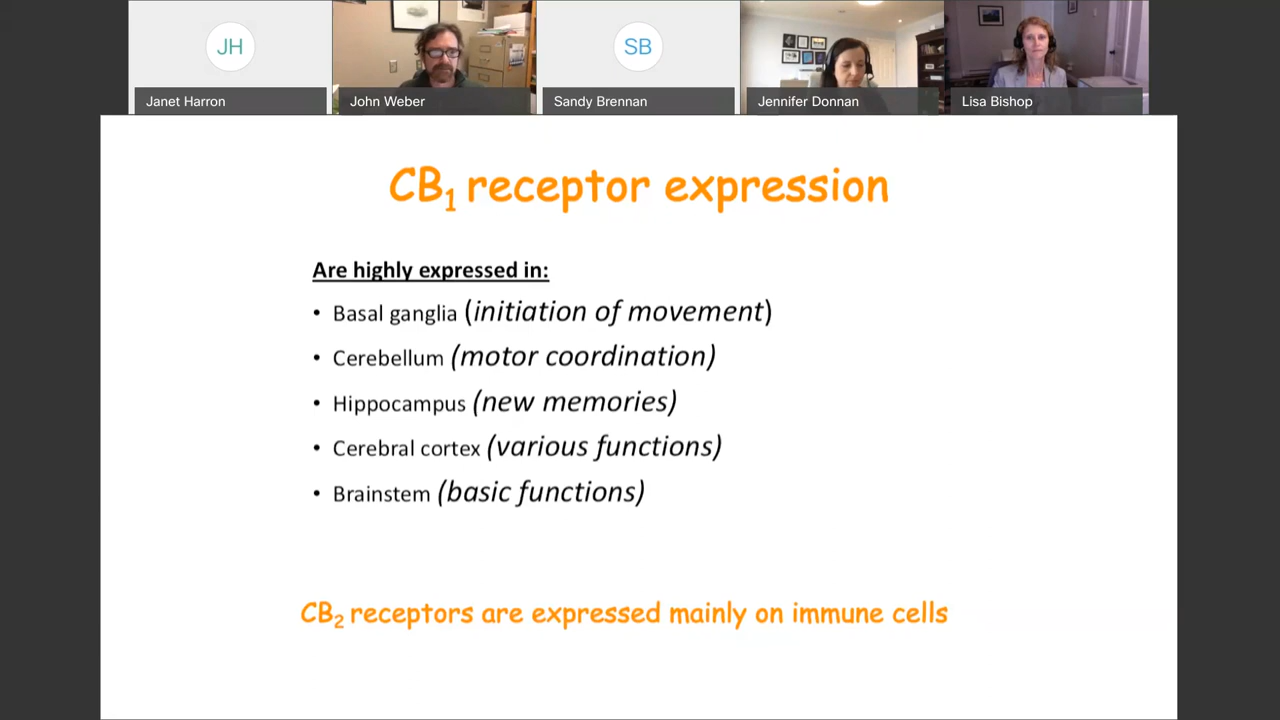 JH
SB
Janet Harron
John Weber
Sandy Brennan
Jennifer Donnan
Lisa Bishop
CB₁ receptor expression
Are highly expressed in:
• Basal ganglia (initiation of movement)
• Cerebellum (motor coordination)
• Hippocampus (new memories)
• Cerebral cortex (various functions)
• Brainstem (basic functions)
CB₂ receptors are expressed mainly on immune cells